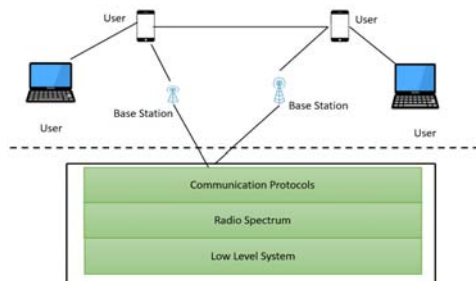 User
User
Base Station
Base Station
User
User
Communication Protocols
Radio Spectrum
Low Level System